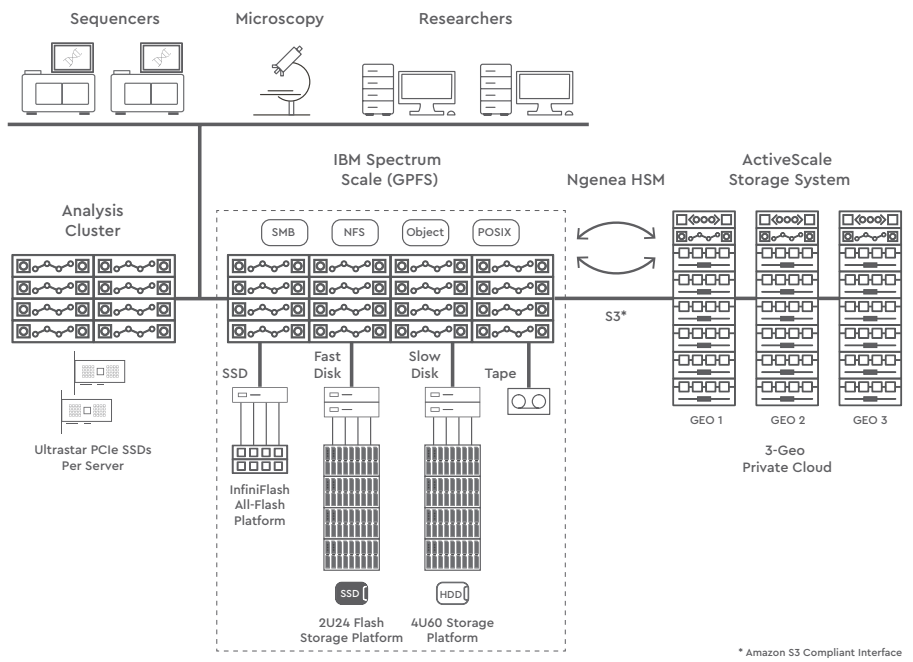 Sequencers
Microscopy
Researchers
IBM Spectrum
Scale (GPFS)
Ngenea HSM
ActiveScale
Storage System
Analysis
Cluster
SMB
NFS
Object
POSIX
S3*
SSD
Fast
Disk
Slow
Disk
Tape
GEO 1
GEO 2
GEO 3
3-Geo
Private Cloud
Ultrastar PCIe SSDs
Per Server
InfiniFlash
All-Flash
Platform
SSD
HDD
2U24 Flash
Storage Platform
4U60 Storage
Platform
* Amazon S3 Compliant Interface